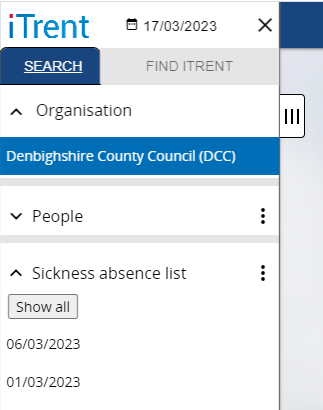 iTrent 17/03/2023
SEARCH FIND ITRENT
Organisation
Denbighshire County Council (DCC)
People
Sickness absence list
Show all
06/03/2023
01/03/2023